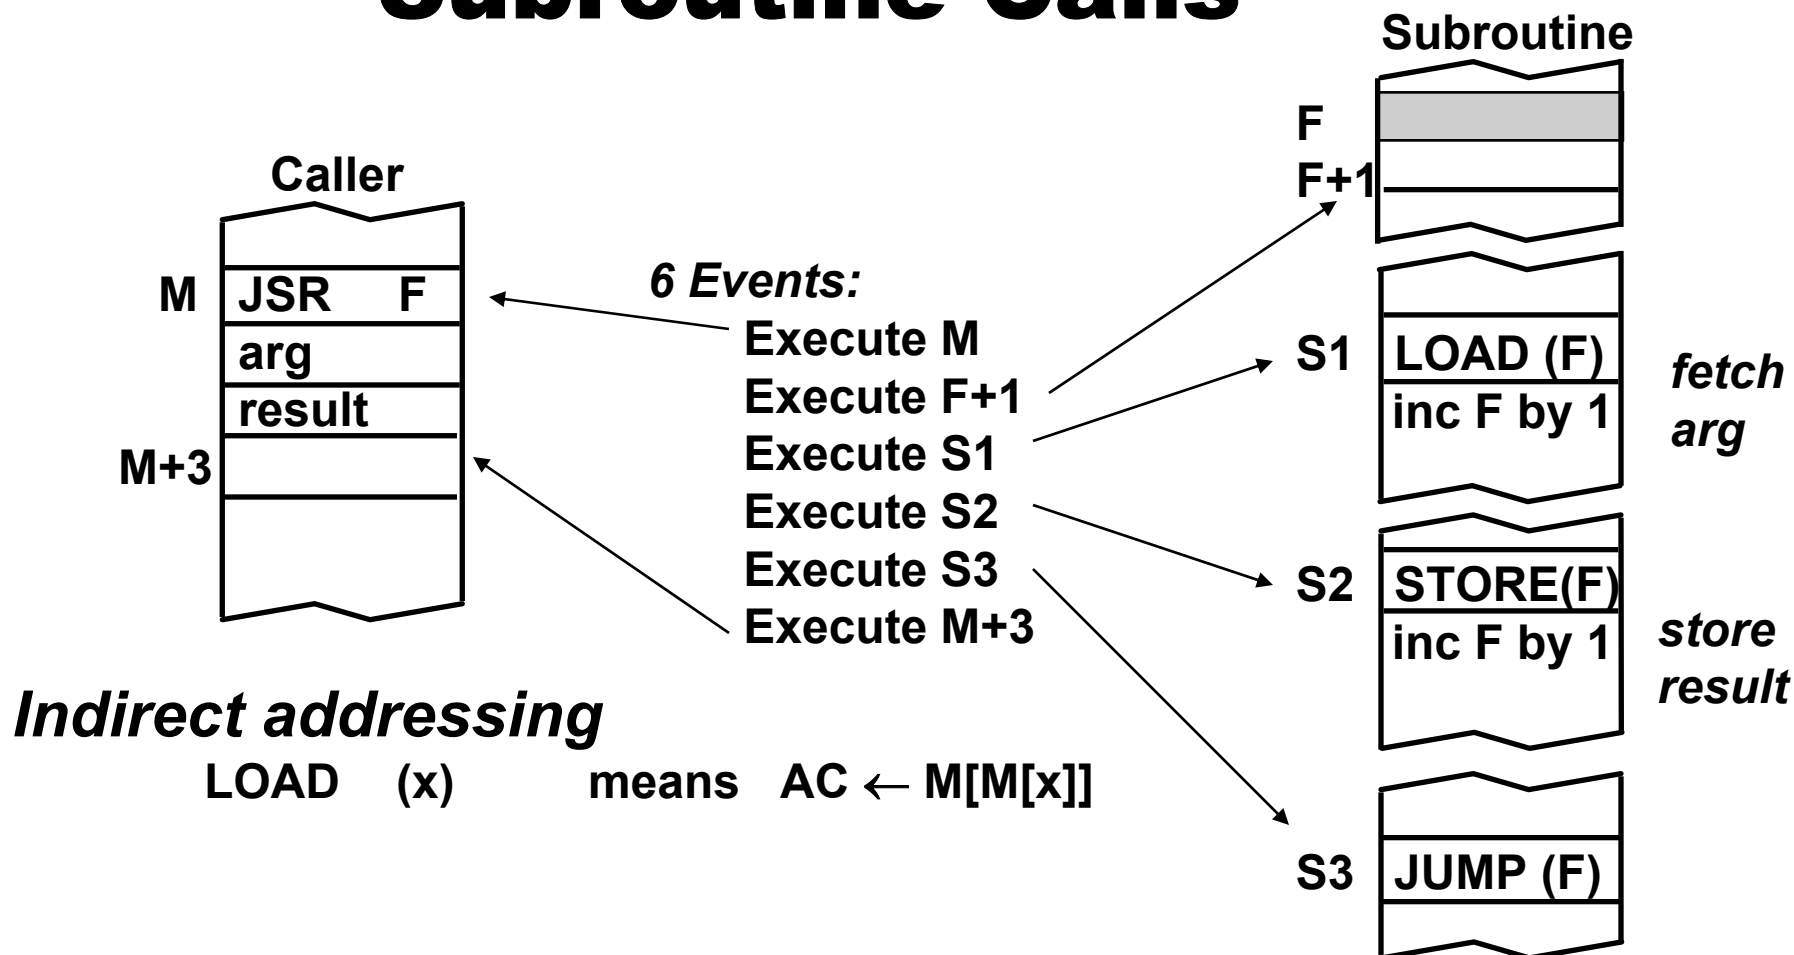 Subroutine Calls
Caller
M JSR F
arg
result
M+3
6 Events:
Execute M
Execute F+1
Execute S1
Execute S2
Execute S3
Execute M+3
Subroutine
F
F+1
S1 LOAD (F)
inc F by 1
fetch
arg
S2 STORE(F)
inc F by 1
store
result
S3 JUMP (F)
Indirect addressing
LOAD (x) means AC ← M[M[x]]